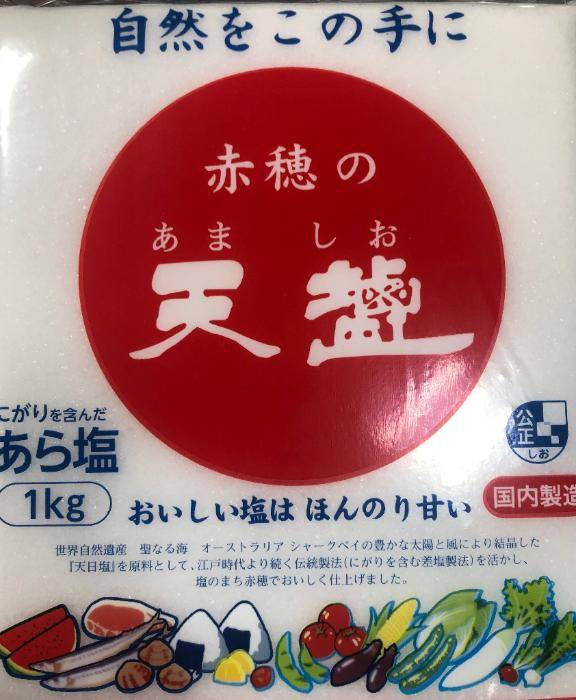 自然をこの手に
赤穂の
あましお
天塩
にがりを含んだ
あら塩
1kg
公正
しお
国内製造
おいしい塩は ほんのり甘い
世界自然遺産 聖なる海 オーストラリア シャークベイの豊かな太陽と風により結晶した
『天日塩』を原料として、江戸時代より続く伝統製法(にがりを含む差塩製法)を活かし、
塩のまち赤穂でおいしく仕上げました。